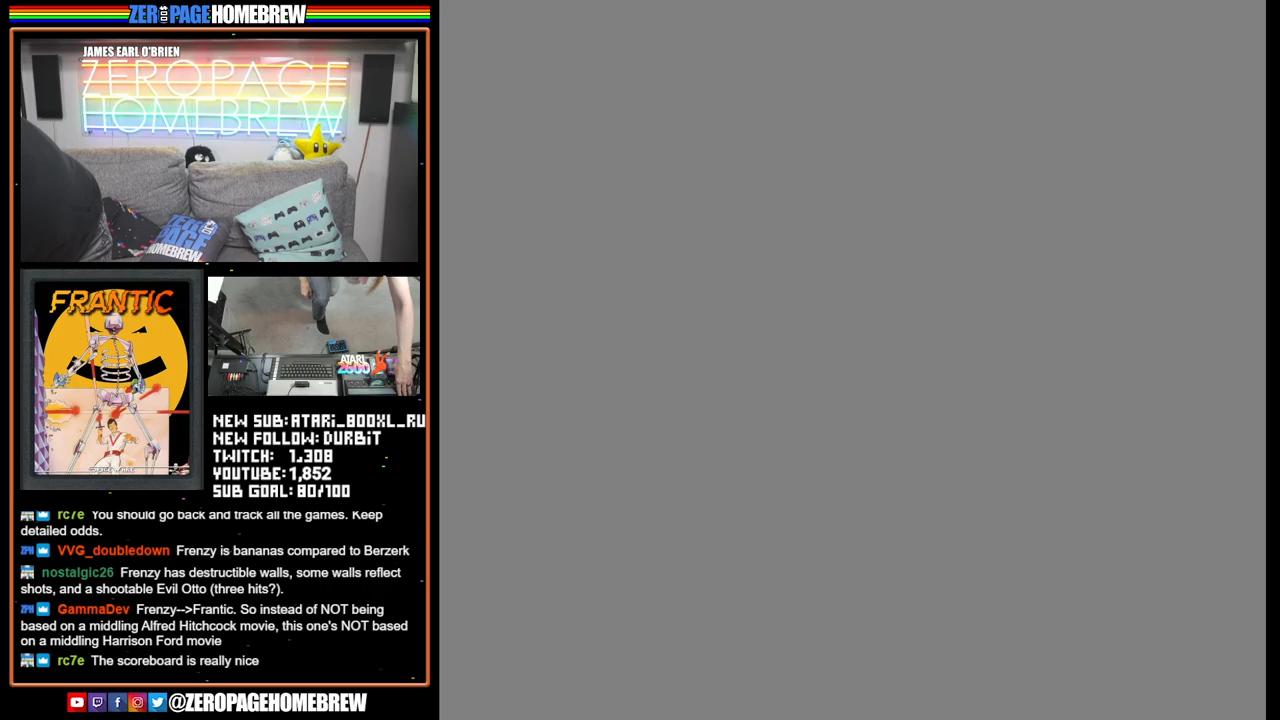 ZEROPAGEHOMEBREW
JAMES EARL O'BRIEN
ZEROPAGE
HOMEBREW
ZERO
PAGE
HOMEBREW
FRANTIC
ATARI
2600
NEW SUB: ATARi_800XL_RU
NEW FOLLOW: DURBiT
TWITCH: 1,308
YOUTUBE: 1,852
SUB GOAL: 80/100
rc7e You should go back and track all the games. Keep
detailed odds.
VVG_doubledown Frenzy is bananas compared to Berzerk
nostalgic26 Frenzy has destructible walls, some walls reflect
shots, and a shootable Evil Otto (three hits?).
GammaDev Frenzy-->Frantic. So instead of NOT being
based on a middling Alfred Hitchcock movie, this one's NOT based
on a middling Harrison Ford movie
rc7e The scoreboard is really nice
@ZEROPAGEHOMEBREW